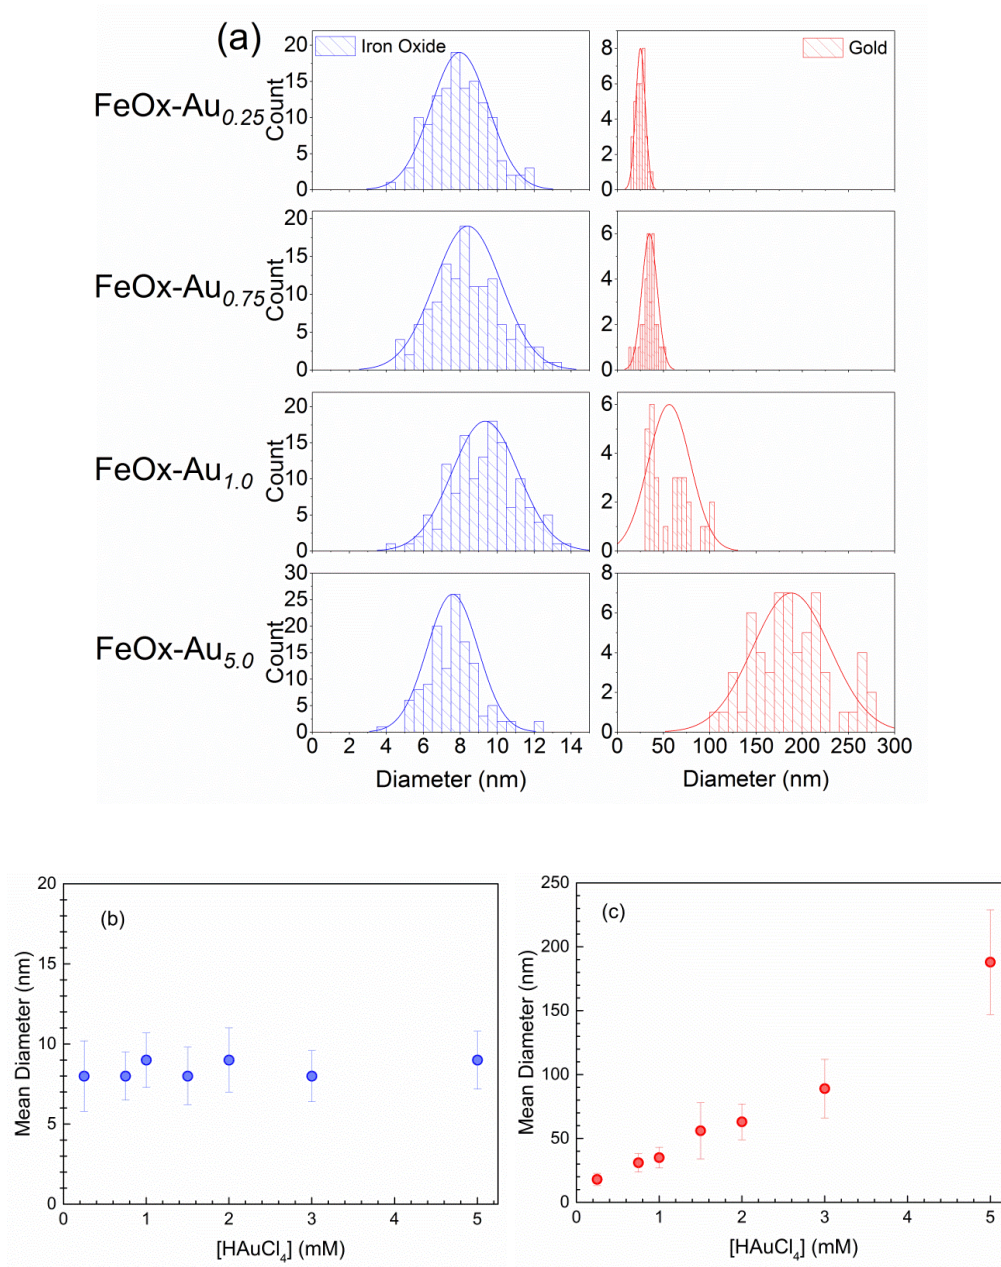 (a)
Iron Oxide
Gold
FeOx-Au0.25
Count
20
15
10
5
0
8
6
4
2
0
FeOx-Au0.75
Count
20
15
10
5
0
6
4
2
0
FeOx-Au1.0
Count
20
15
10
5
0
6
4
2
0
FeOx-Au5.0
Count
30
25
20
15
10
5
0
8
6
4
2
0
0 2 4 6 8 10 12 14
0 50 100 150 200 250 300
Diameter (nm)
Diameter (nm)
(b)
Mean Diameter (nm)
20
15
10
5
0
0 1 2 3 4 5
[HAuCl4] (mM)
(c)
Mean Diameter (nm)
250
200
150
100
50
0
0 1 2 3 4 5
[HAuCl4] (mM)